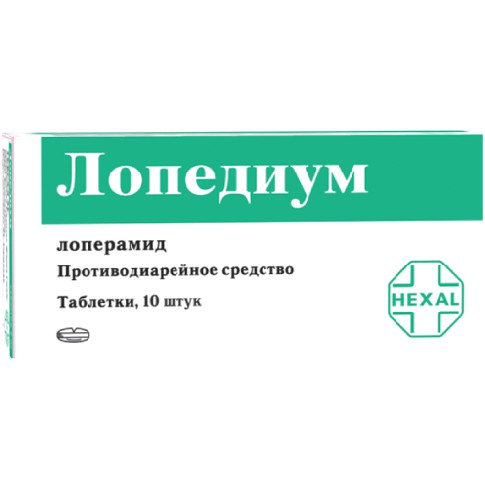 Лопедиум
лоперамид
Противодиарейное средство
Таблетки, 10 штук
HEXAL